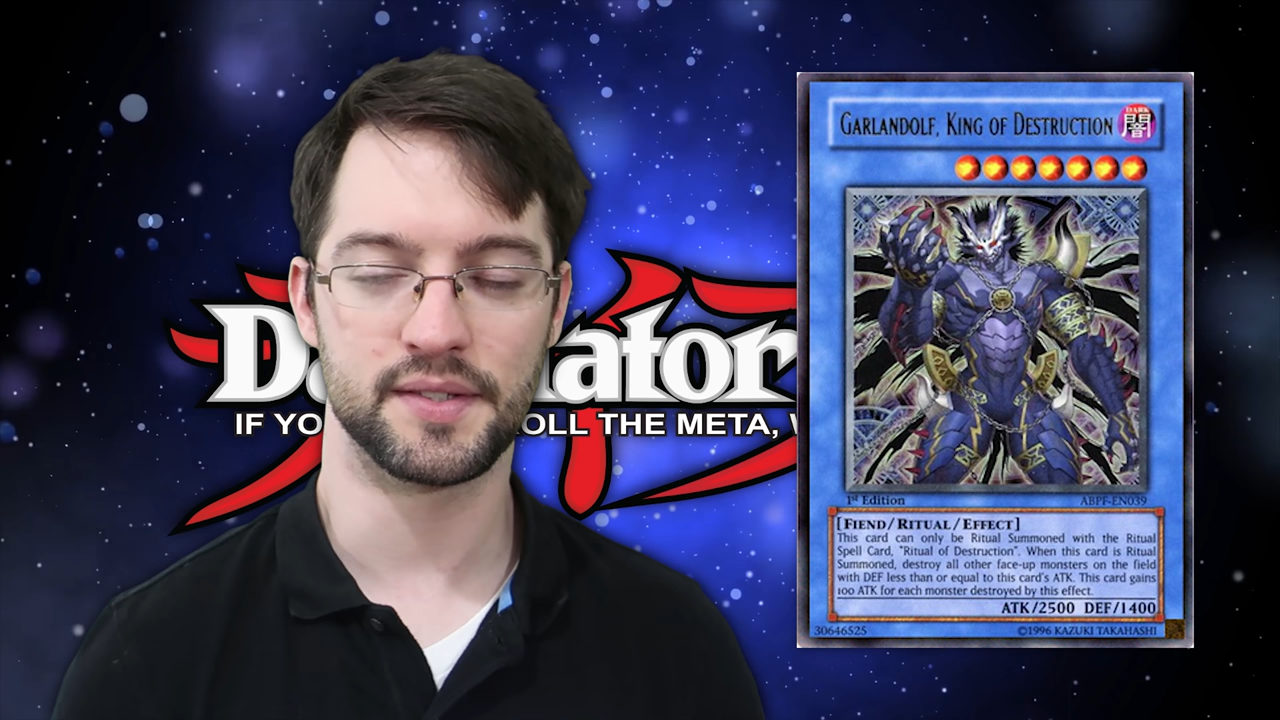 D nator
IF YO OLL THE META, W
GARLANDOLF, KING OF DESTRUCTION
DARK
闇
1st Edition
ABPF-EN039
[FIEND/RITUAL/EFFECT]
This card can only be Ritual Summoned with the Ritual
Spell Card, "Ritual of Destruction". When this card is Ritual
Summoned, destroy all other face-up monsters on the field
with DEF less than or equal to this card's ATK. This card gains
100 ATK for each monster destroyed by this effect.
ATK/2500 DEF/1400
30646525
©1996 KAZUKI TAKAHASHI